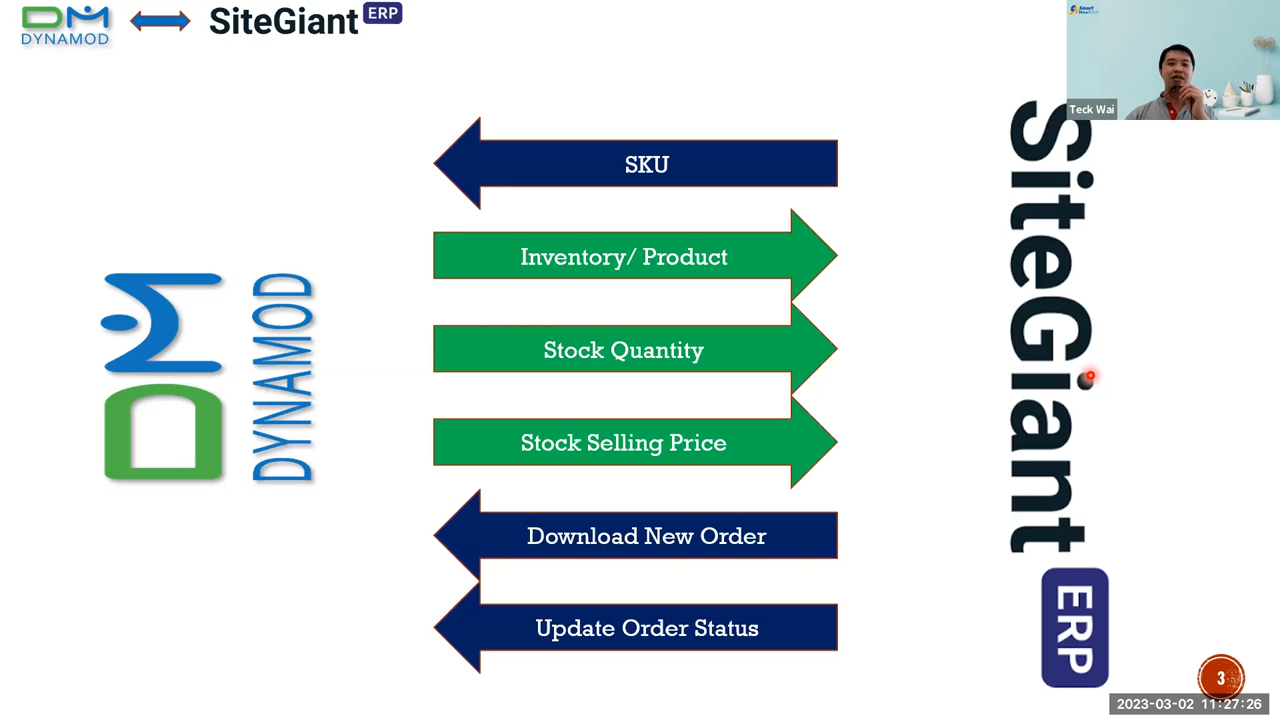 DM
DYNAMOD
SiteGiant ERP
Smart
Teck Wai
SKU
Inventory/ Product
Stock Quantity
Stock Selling Price
Download New Order
Update Order Status
DM
DYNAMOD
SiteGiant
ERP
3
2023-03-02 11:27:26